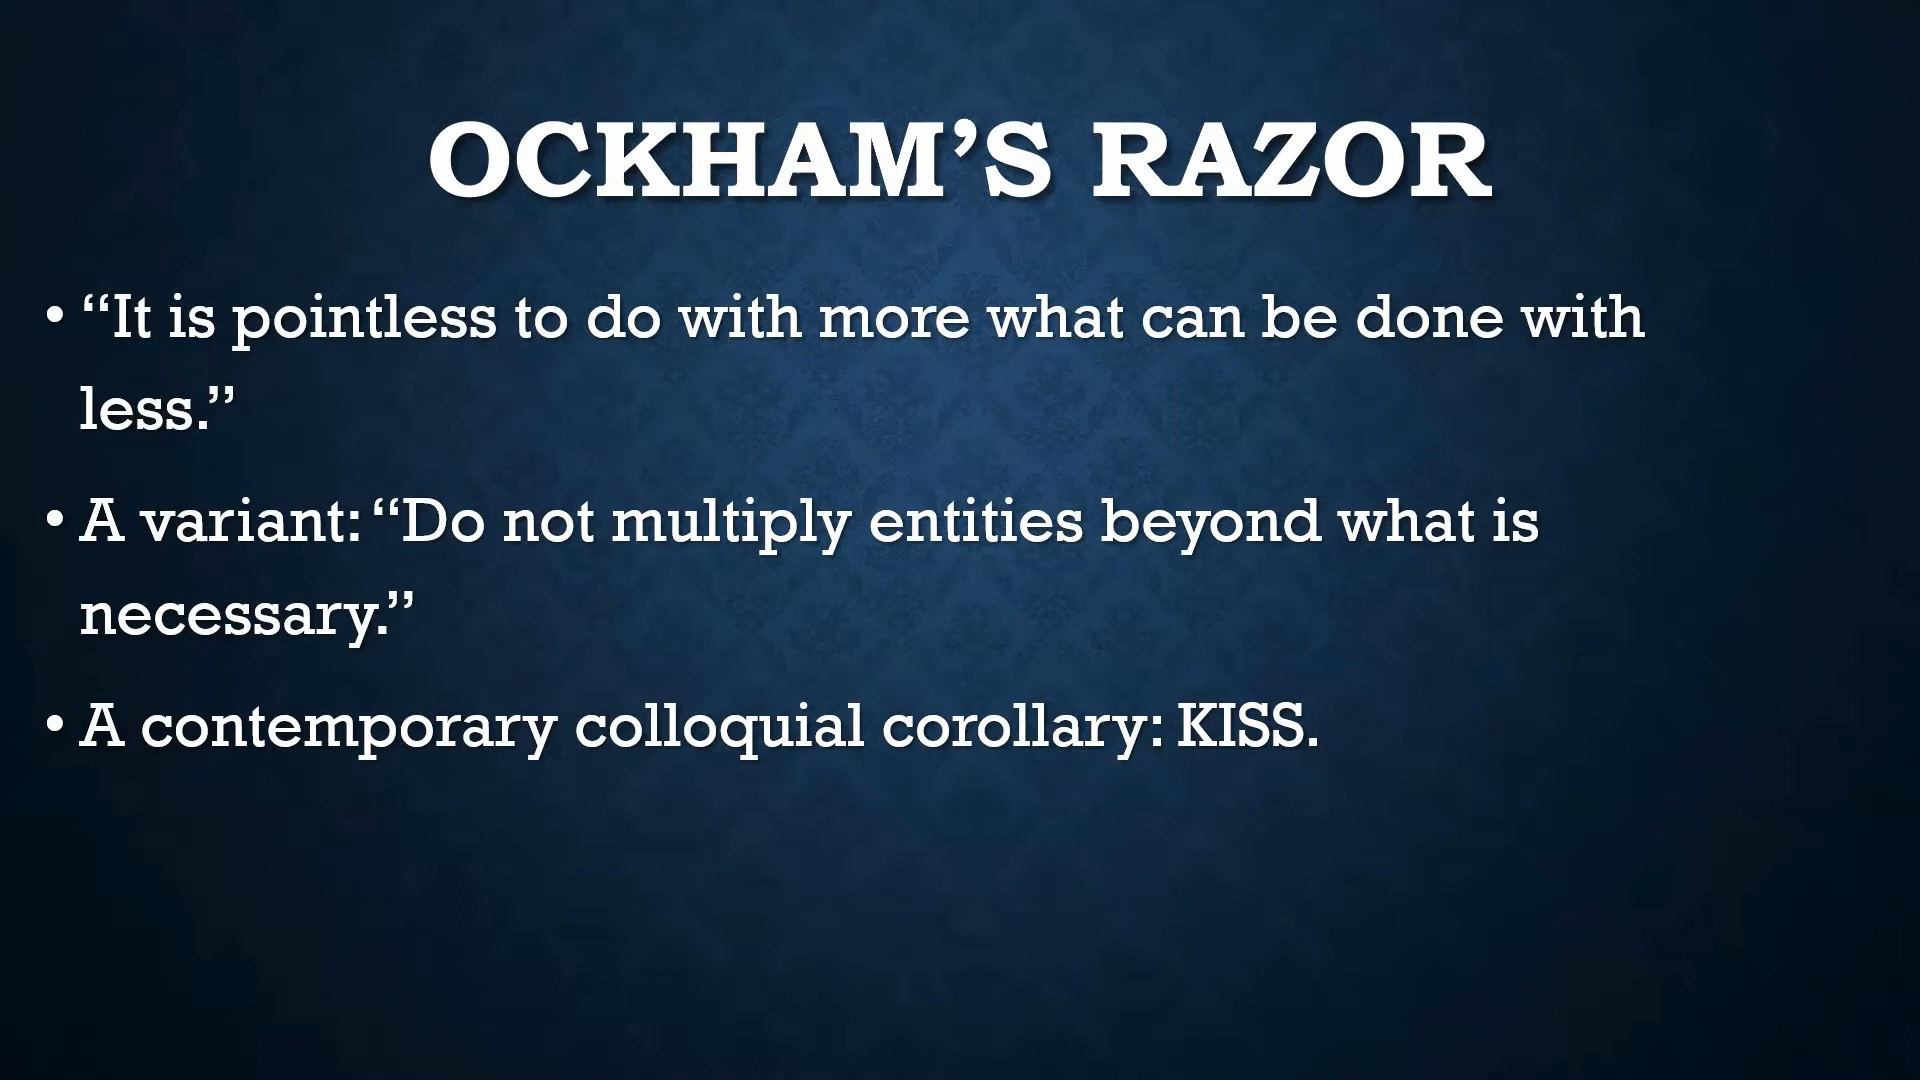 OCKHAM’S RAZOR
• “It is pointless to do with more what can be done with
less.”
• A variant: “Do not multiply entities beyond what is
necessary.”
• A contemporary colloquial corollary: KISS.